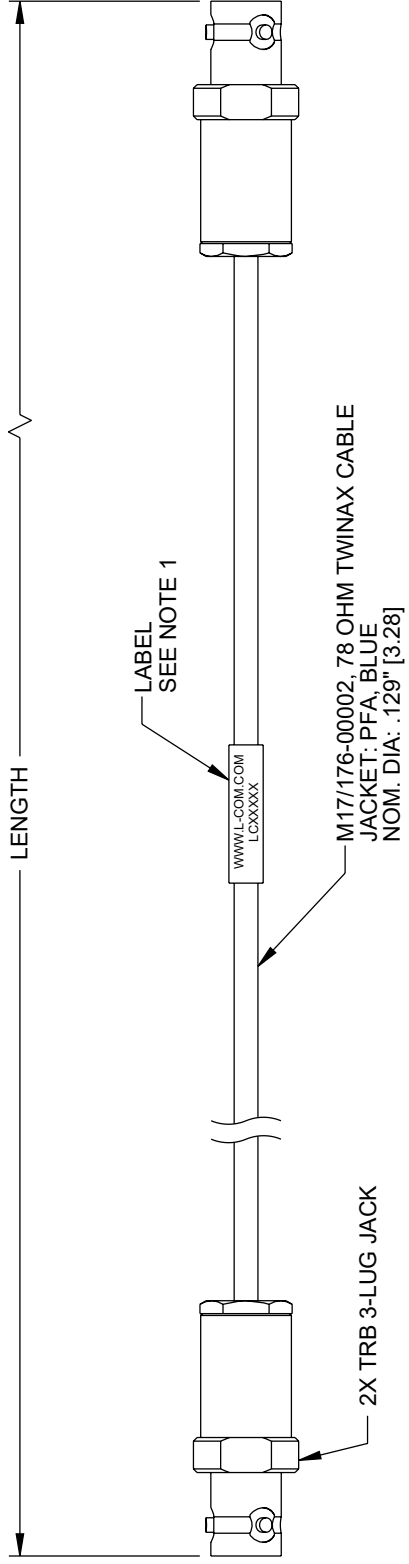 LENGTH
LABEL
SEE NOTE 1
WWW.L-COM.COM
LCXXXXX
M17/176-00002, 78 OHM TWINAX CABLE
JACKET: PFA, BLUE
NOM. DIA: .129" [3.28]
2X TRB 3-LUG JACK